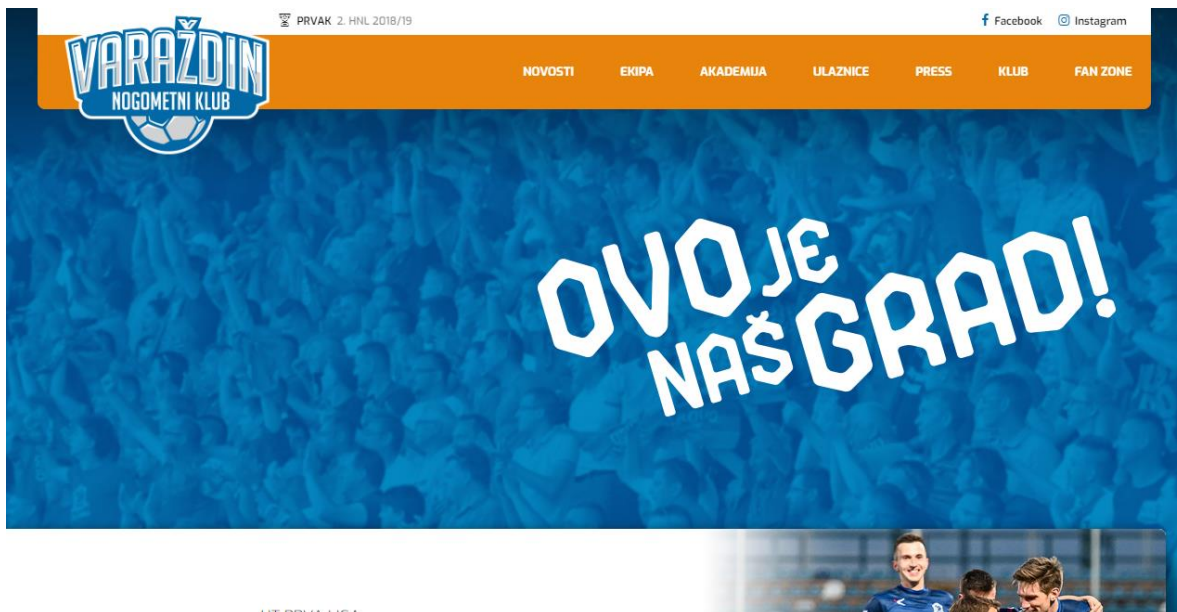 PRVAK 2. HNL 2018/19
Facebook
Instagram
VARAŽDIN
NOGOMETNI KLUB
NOVOSTI
EKIPA
AKADEMIJA
ULAZNICE
PRESS
KLUB
FAN ZONE
OVO JE
NAŠ GRAD!